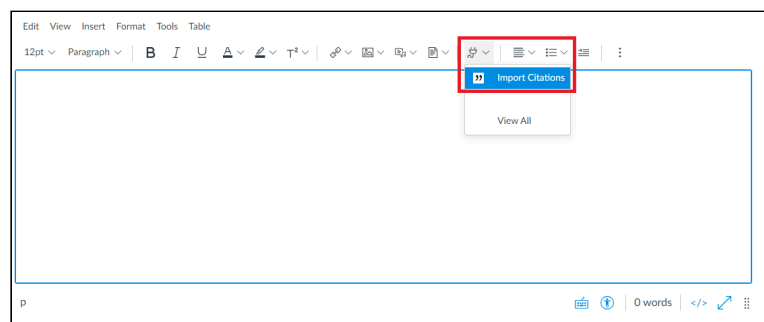 Edit View Insert Format Tools Table
12pt Paragraph B I U A T²
Import Citations
View All
p 0 words </>